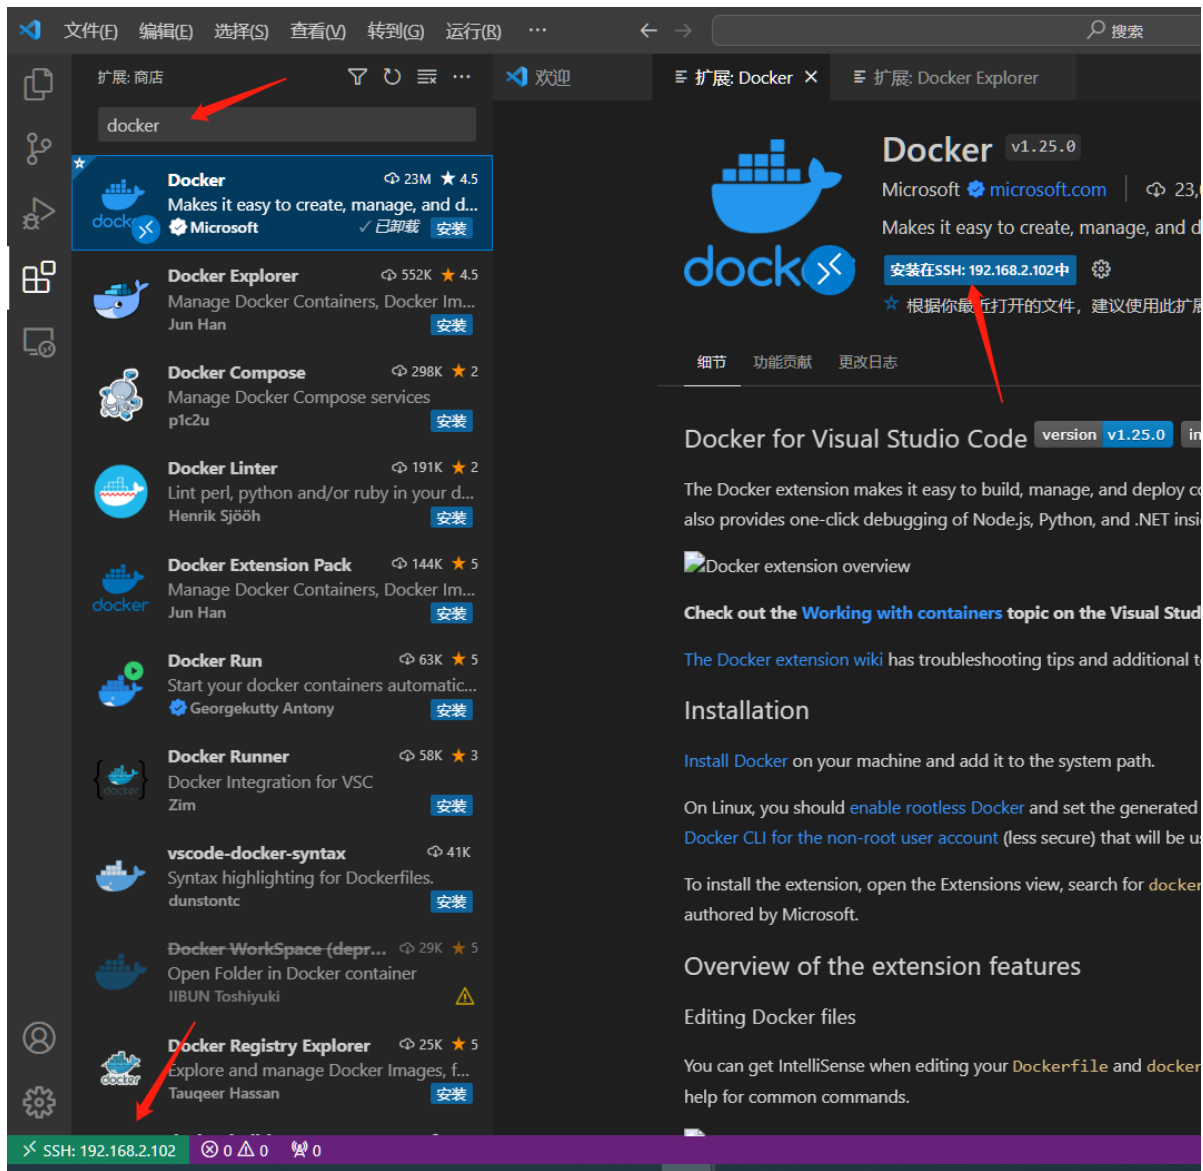 文件(F) 编辑(E) 选择(S) 查看(V) 转到(G) 运行(R) ··· ← → 搜索
扩展: 商店
docker
Docker 23M ★ 4.5
Makes it easy to create, manage, and d...
Microsoft ✓ 已卸载 安装
docker
Docker Explorer 552K ★ 4.5
Manage Docker Containers, Docker Im...
Jun Han 安装
Docker Compose 298K ★ 2
Manage Docker Compose services
p1c2u 安装
Docker Linter 191K ★ 2
Lint perl, python and/or ruby in your d...
Henrik Sjööh 安装
Docker Extension Pack 144K ★ 5
Manage Docker Containers, Docker Im...
Jun Han 安装
docker
Docker Run 63K ★ 5
Start your docker containers automatic...
Georgekutty Antony 安装
Docker Runner 58K ★ 3
Docker Integration for VSC
Zim 安装
docker
vscode-docker-syntax 41K
Syntax highlighting for Dockerfiles.
dunstontc 安装
Docker WorkSpace (depr... 29K ★ 5
Open Folder in Docker container
IIBUN Toshiyuki
Docker Registry Explorer 25K ★ 5
Explore and manage Docker Images, f...
Tauqeer Hassan 安装
docker
欢迎 扩展: Docker × 扩展: Docker Explorer
Docker v1.25.0
Microsoft microsoft.com 23,
Makes it easy to create, manage, and d
安装在SSH: 192.168.2.102中
根据你最近打开的文件，建议使用此扩展
细节 功能贡献 更改日志
Docker for Visual Studio Code version v1.25.0 in
The Docker extension makes it easy to build, manage, and deploy co
also provides one-click debugging of Node.js, Python, and .NET insi
Docker extension overview
Check out the Working with containers topic on the Visual Stud
The Docker extension wiki has troubleshooting tips and additional t
Installation
Install Docker on your machine and add it to the system path.
On Linux, you should enable rootless Docker and set the generated
Docker CLI for the non-root user account (less secure) that will be u
To install the extension, open the Extensions view, search for docker
authored by Microsoft.
Overview of the extension features
Editing Docker files
You can get IntelliSense when editing your Dockerfile and docker
help for common commands.
SSH: 192.168.2.102 0 0 0